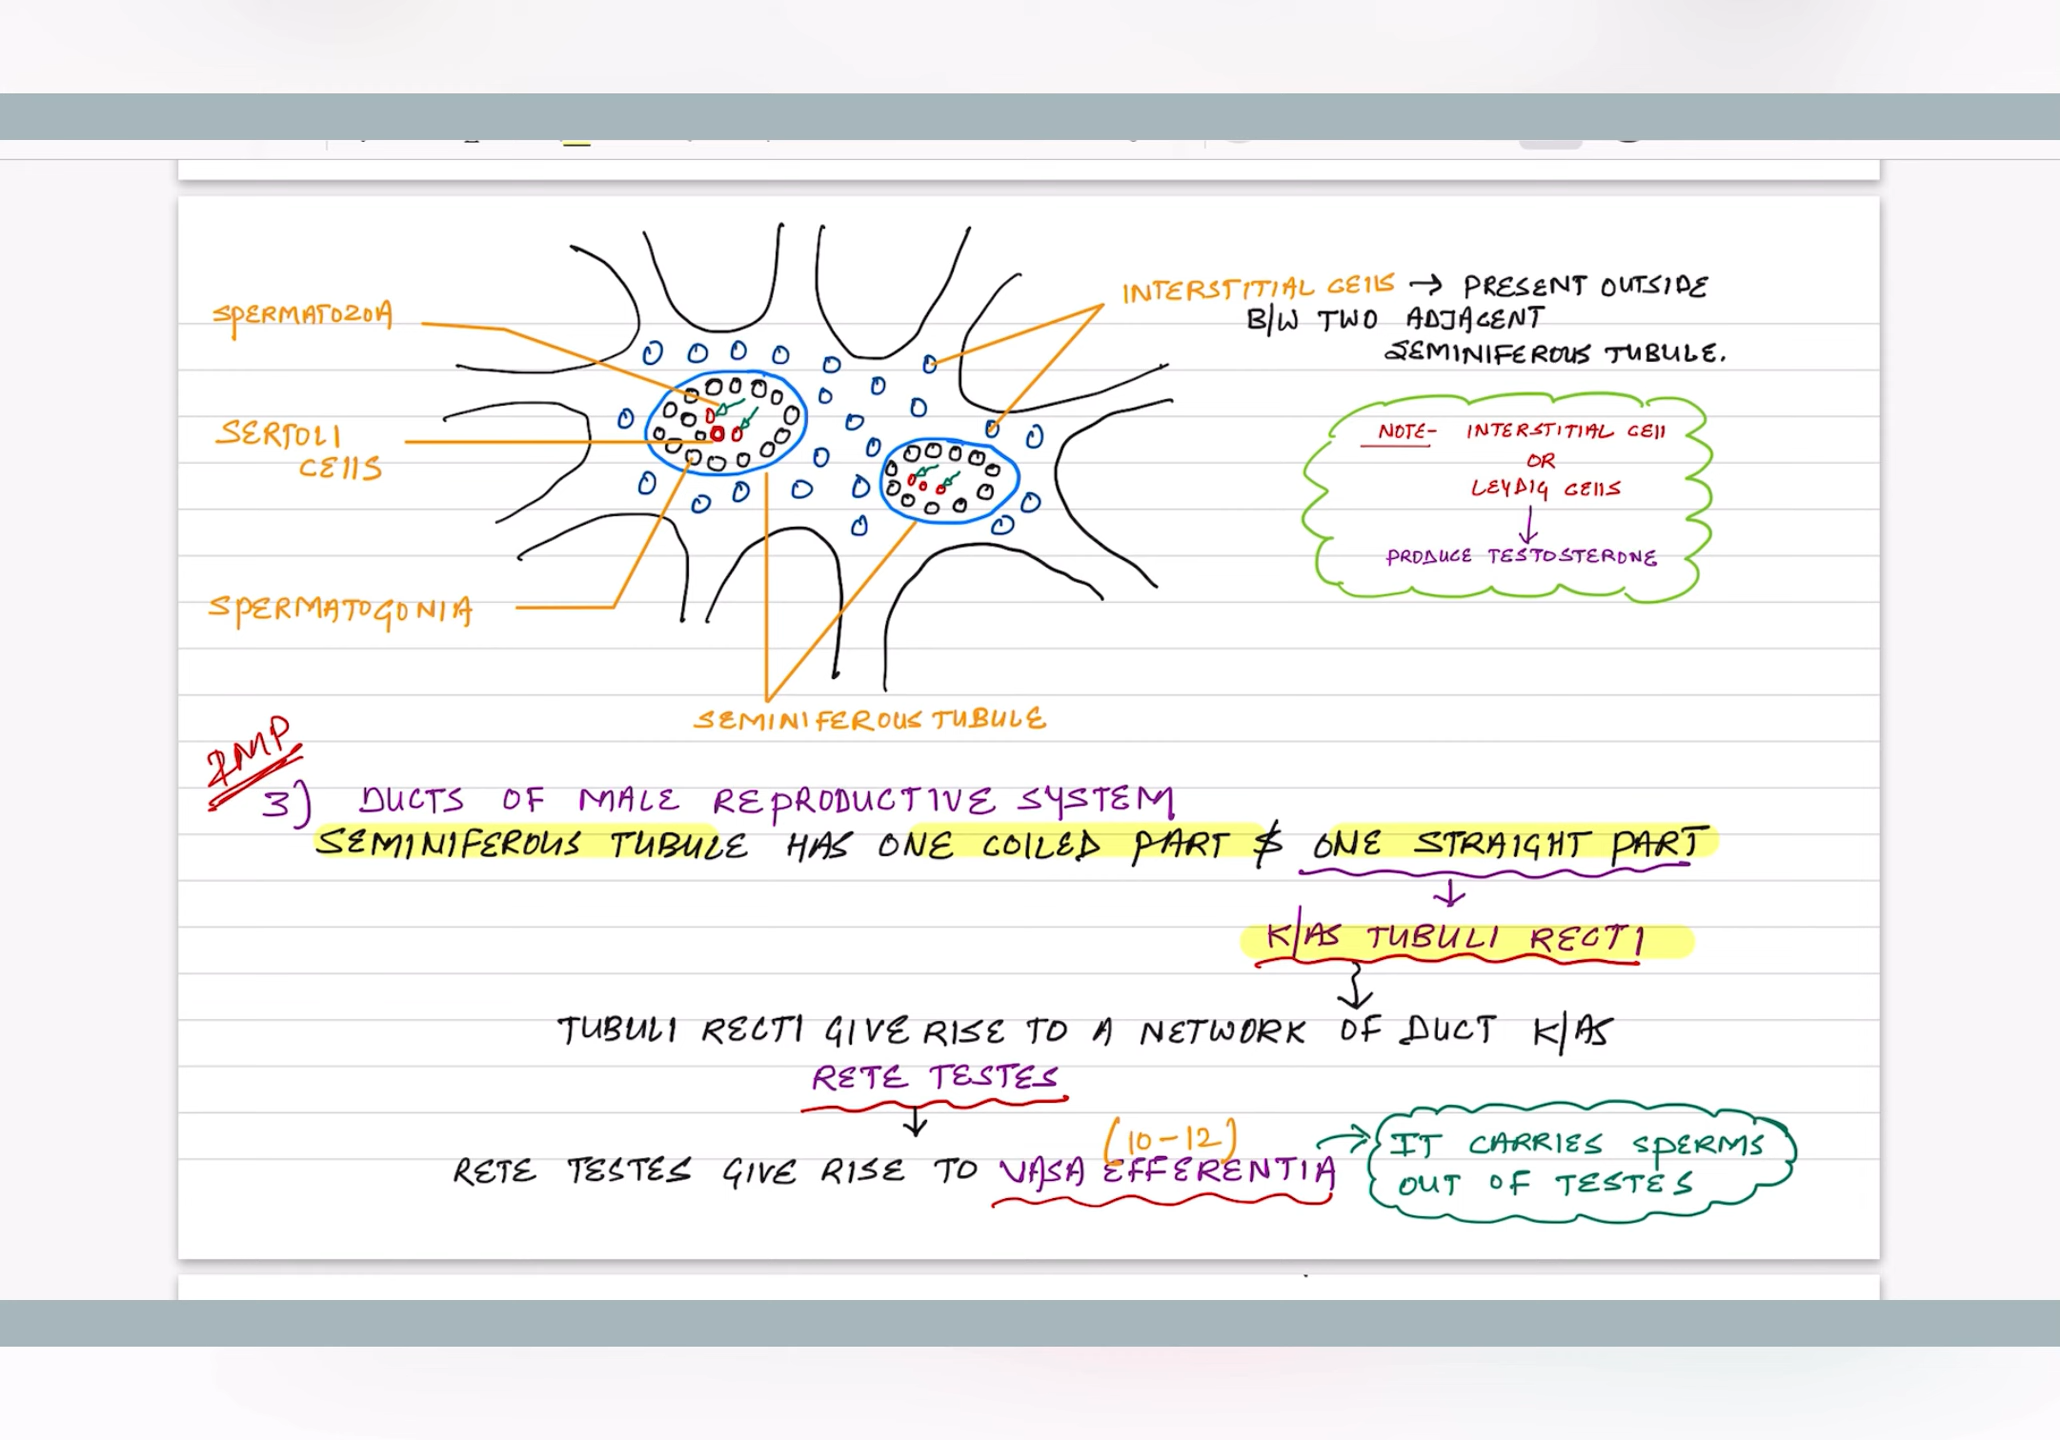 SPERMATOZOA
SERTOLI
CELLS
SPERMATOGONIA
SEMINIFEROUS TUBULE
INTERSTITIAL CELLS → PRESENT OUTSIDE
B/W TWO ADJACENT
SEMINIFEROUS TUBULE.
NOTE- INTERSTITIAL CELL
OR
LEYDIG CELLS
↓
PRODUCE TESTOSTERONE
IMP
3) DUCTS OF MALE REPRODUCTIVE SYSTEM
SEMINIFEROUS TUBULE HAS ONE COILED PART & ONE STRAIGHT PART
↓
K/AS TUBULI RECTI
↓
TUBULI RECTI GIVE RISE TO A NETWORK OF DUCT K/AS
RETE TESTES
↓
(10-12)
RETE TESTES GIVE RISE TO VASA EFFERENTIA →
IT CARRIES SPERMS
OUT OF TESTES